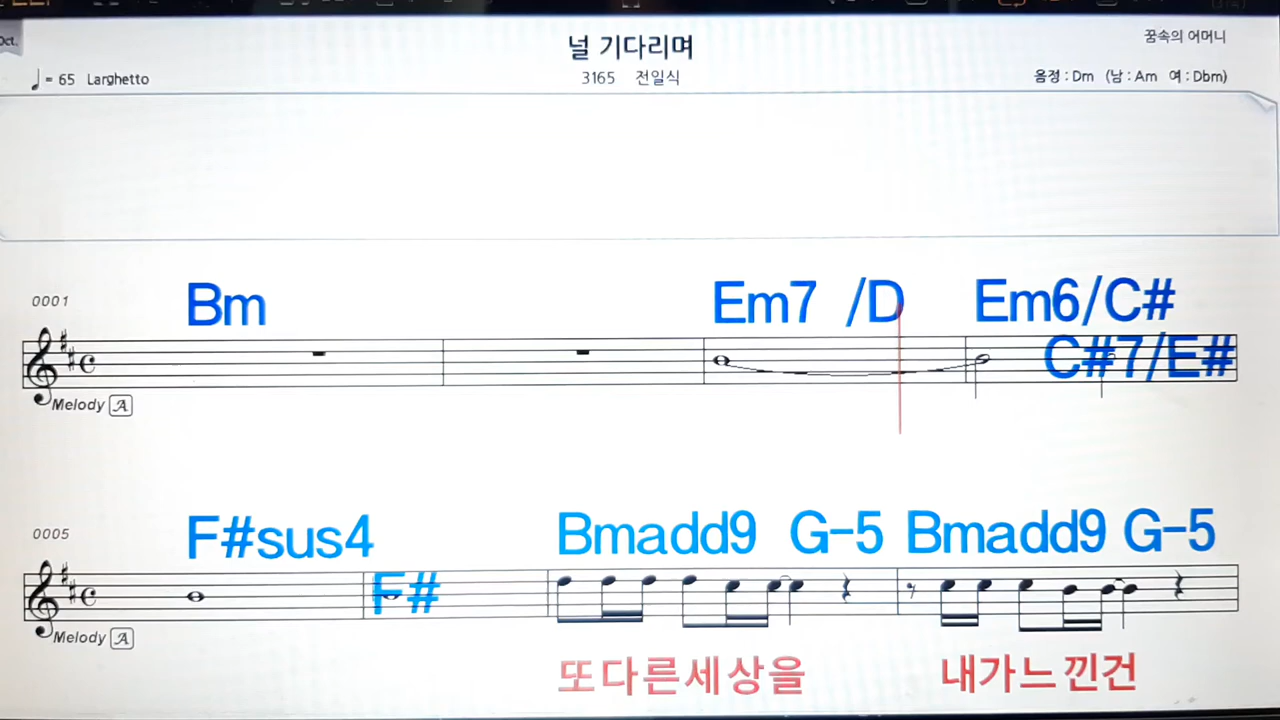 Oct.
널 기다리며
꿈속의 어머니
♩ = 65 Larghetto
3165 전일식
음정 : Dm (남 : Am 여 : Dbm)
0001
Bm Em7 /D Em6/C#
C#7/E#
Melody A
0005
F#sus4 Bmadd9 G-5 Bmadd9 G-5
F#
Melody A
또다른세상을 내가느낀건